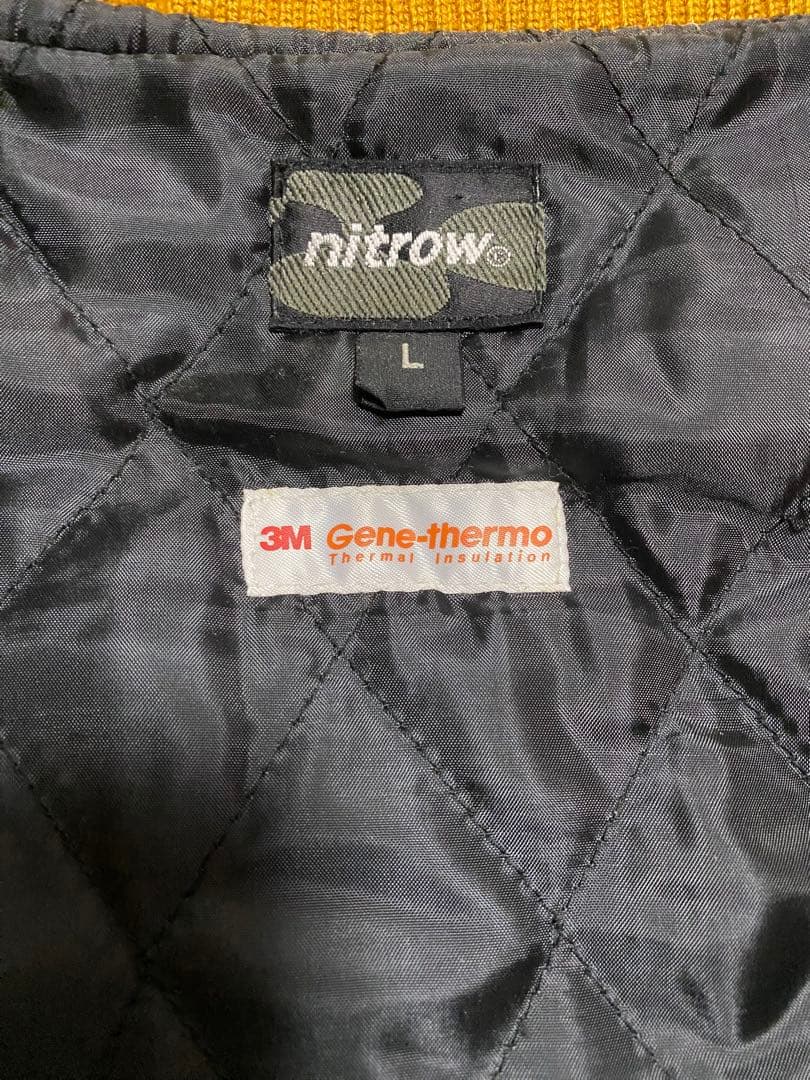 nitrow®
L
3M Gene-thermo
Thermal Insulation